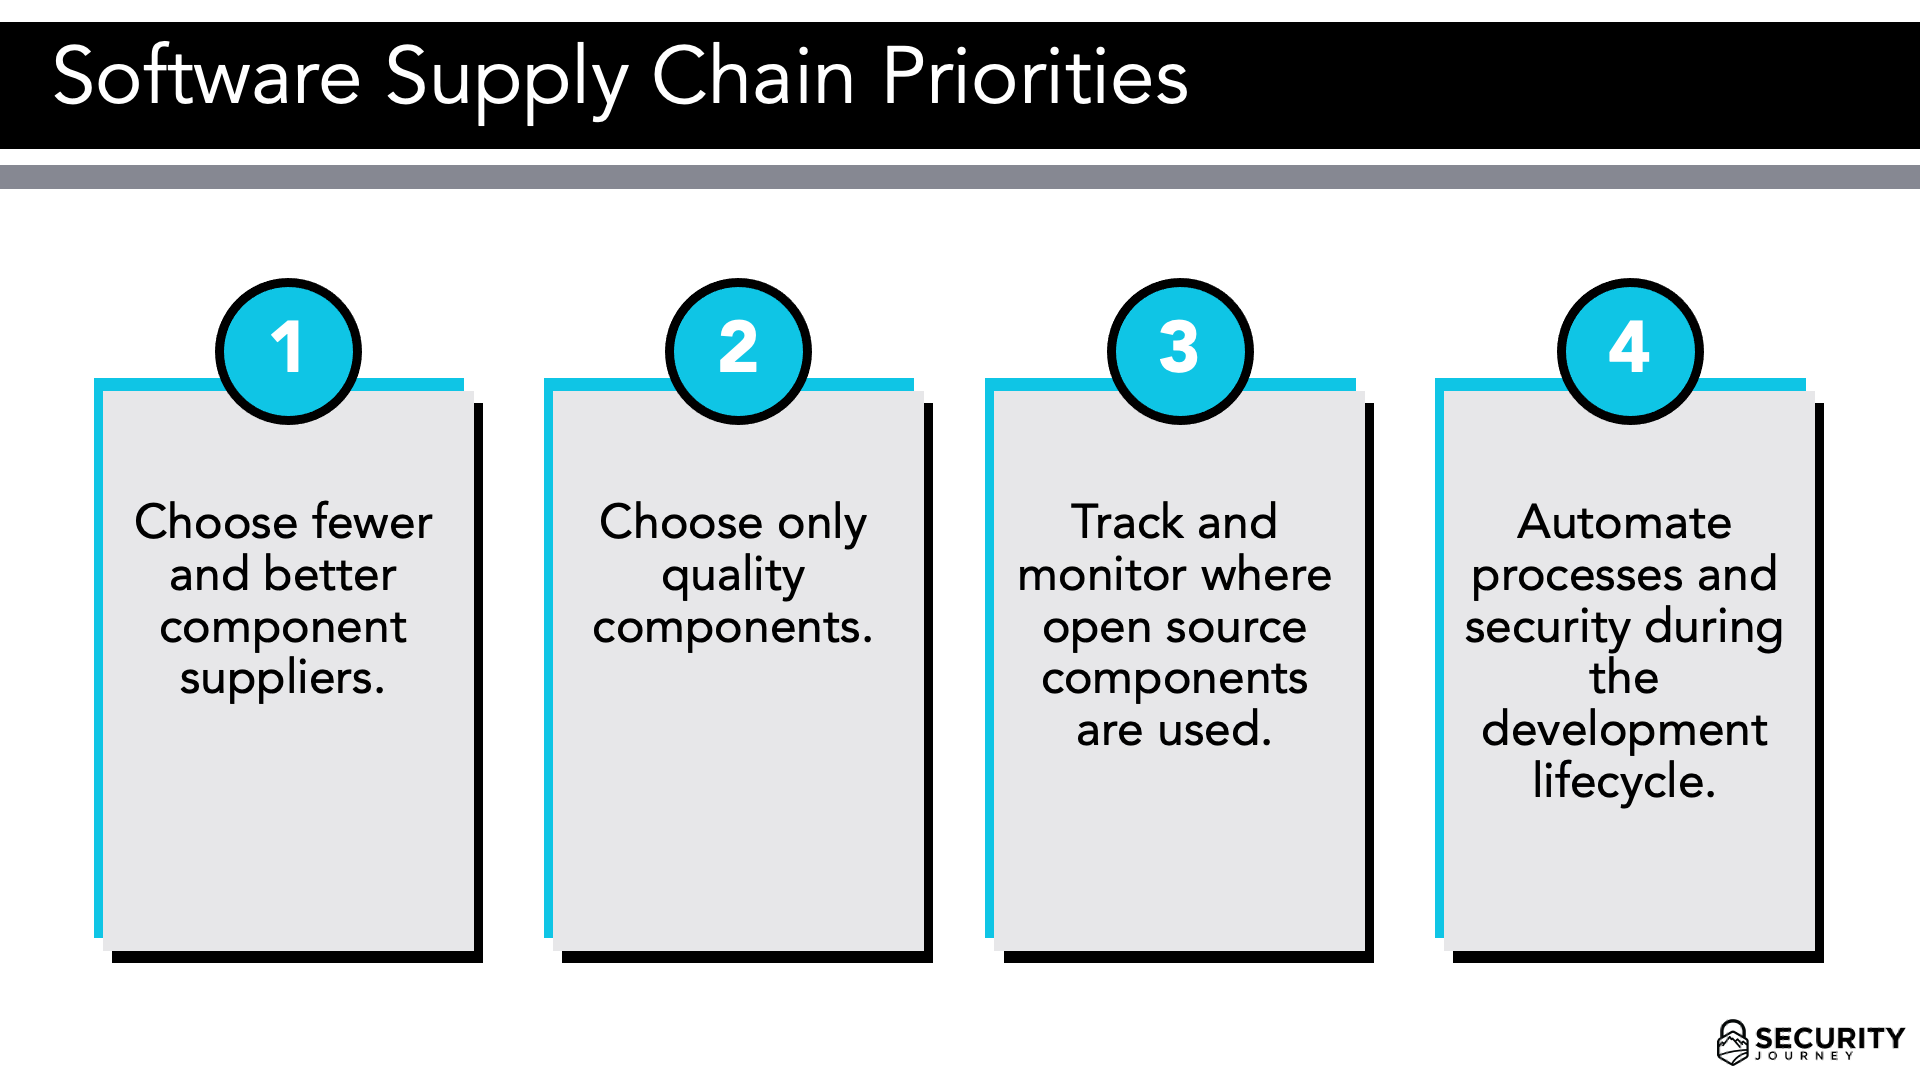 Software Supply Chain Priorities
1
Choose fewer
and better
component
suppliers.
2
Choose only
quality
components.
3
Track and
monitor where
open source
components
are used.
4
Automate
processes and
security during
the
development
lifecycle.
SECURITY
JOURNEY